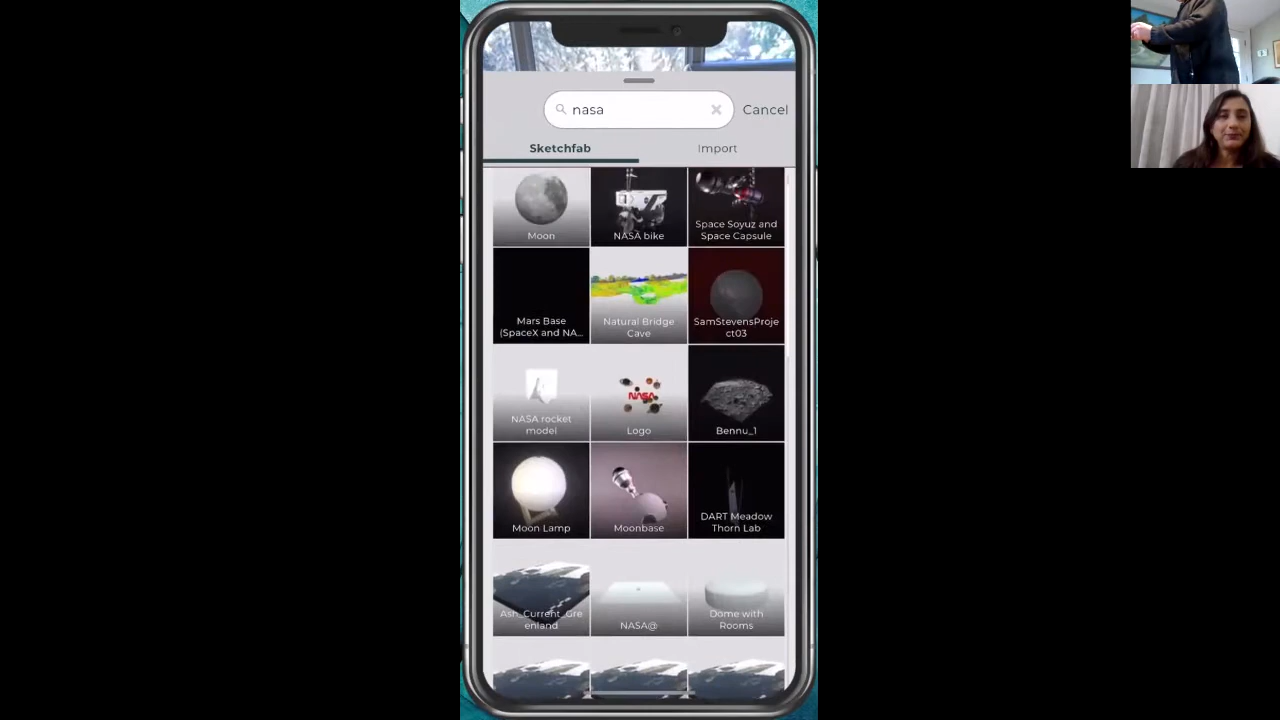 nasa
Cancel
Sketchfab
Import
Moon
NASA bike
Space Soyuz and
Space Capsule
Mars Base
(SpaceX and NA...
Natural Bridge
Cave
SamStevensProje
ct03
NASA rocket
model
NASA
Logo
Bennu_1
Moon Lamp
Moonbase
DART Meadow
Thorn Lab
Ash_Current_Gre
enland
NASA@
Dome with
Rooms